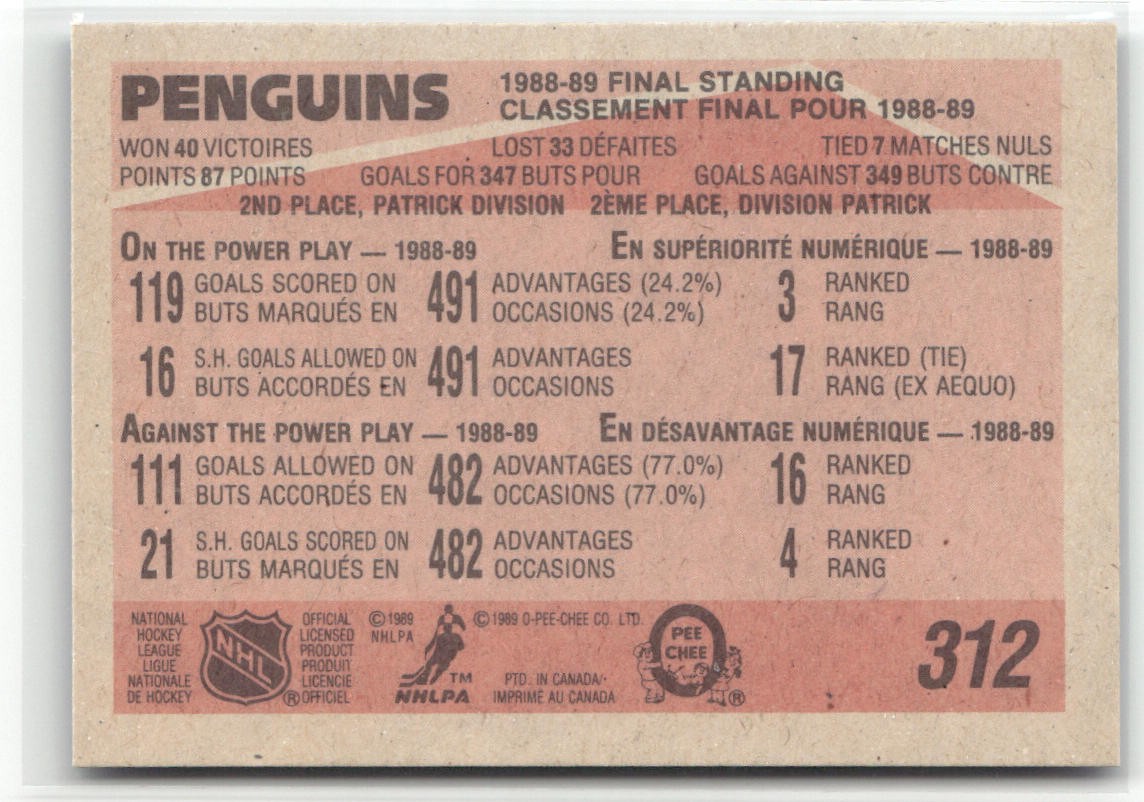 PENGUINS
1988-89 FINAL STANDING
CLASSEMENT FINAL POUR 1988-89
WON 40 VICTOIRES LOST 33 DÉFAITES TIED 7 MATCHES NULS
POINTS 87 POINTS GOALS FOR 347 BUTS POUR GOALS AGAINST 349 BUTS CONTRE
2ND PLACE, PATRICK DIVISION 2ÈME PLACE, DIVISION PATRICK
ON THE POWER PLAY — 1988-89 EN SUPÉRIORITÉ NUMÉRIQUE — 1988-89
119 GOALS SCORED ON 491 ADVANTAGES (24.2%) 3 RANKED
BUTS MARQUÉS EN OCCASIONS (24.2%) RANG
16 S.H. GOALS ALLOWED ON 491 ADVANTAGES 17 RANKED (TIE)
BUTS ACCORDÉS EN OCCASIONS RANG (EX AEQUO)
AGAINST THE POWER PLAY — 1988-89 EN DÉSAVANTAGE NUMÉRIQUE — 1988-89
111 GOALS ALLOWED ON 482 ADVANTAGES (77.0%) 16 RANKED
BUTS ACCORDÉS EN OCCASIONS (77.0%) RANG
21 S.H. GOALS SCORED ON 482 ADVANTAGES 4 RANKED
BUTS MARQUÉS EN OCCASIONS RANG
NATIONAL
HOCKEY
LEAGUE
LIGUE
NATIONALE
DE HOCKEY
NHL
®
OFFICIAL
LICENSED
PRODUCT
PRODUIT
LICENCIE
OFFICIEL
©1989
NHLPA
TM
NHLPA
©1989 O-PEE-CHEE CO. LTD.
PTD. IN CANADA
IMPRIMÉ AU CANADA
PEE
CHEE
®
312